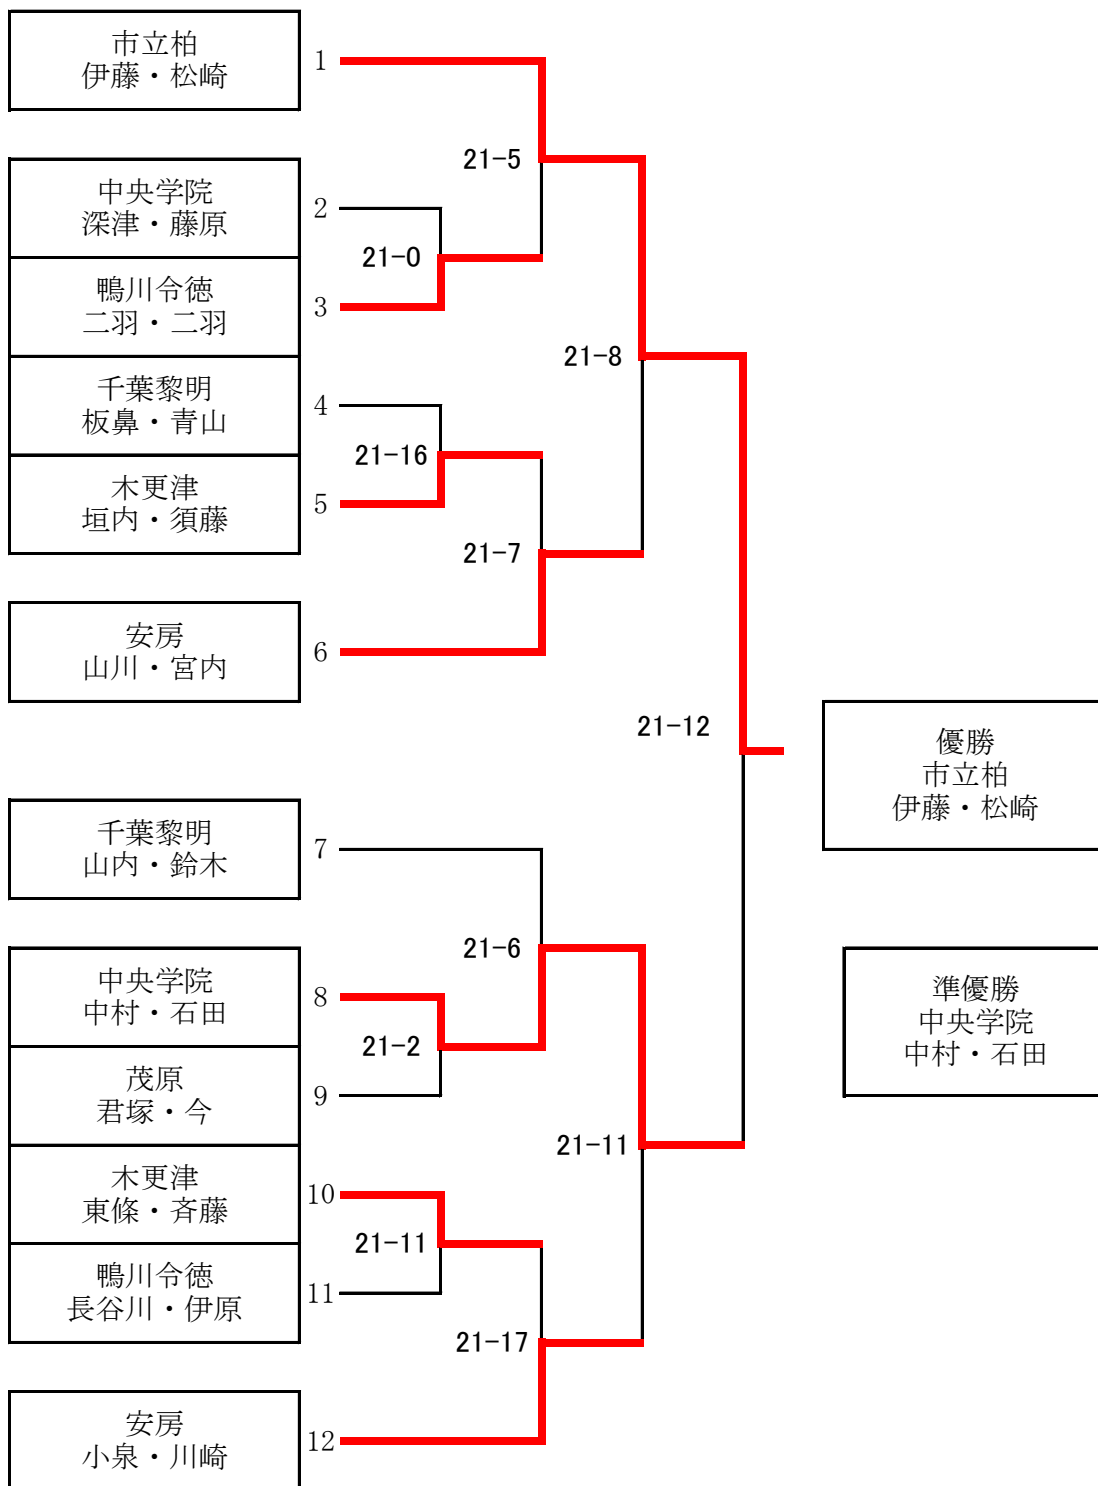 市立柏
伊藤・松崎
1
21-5
中央学院
深津・藤原
2
21-0
鴨川令徳
二羽・二羽
3
21-8
千葉黎明
板鼻・青山
4
21-16
木更津
垣内・須藤
5
21-7
安房
山川・宮内
6
21-12
優勝
市立柏
伊藤・松崎
千葉黎明
山内・鈴木
7
21-6
中央学院
中村・石田
8
21-2
準優勝
中央学院
中村・石田
茂原
君塚・今
9
21-11
木更津
東條・斉藤
10
21-11
鴨川令徳
長谷川・伊原
11
21-17
安房
小泉・川崎
12